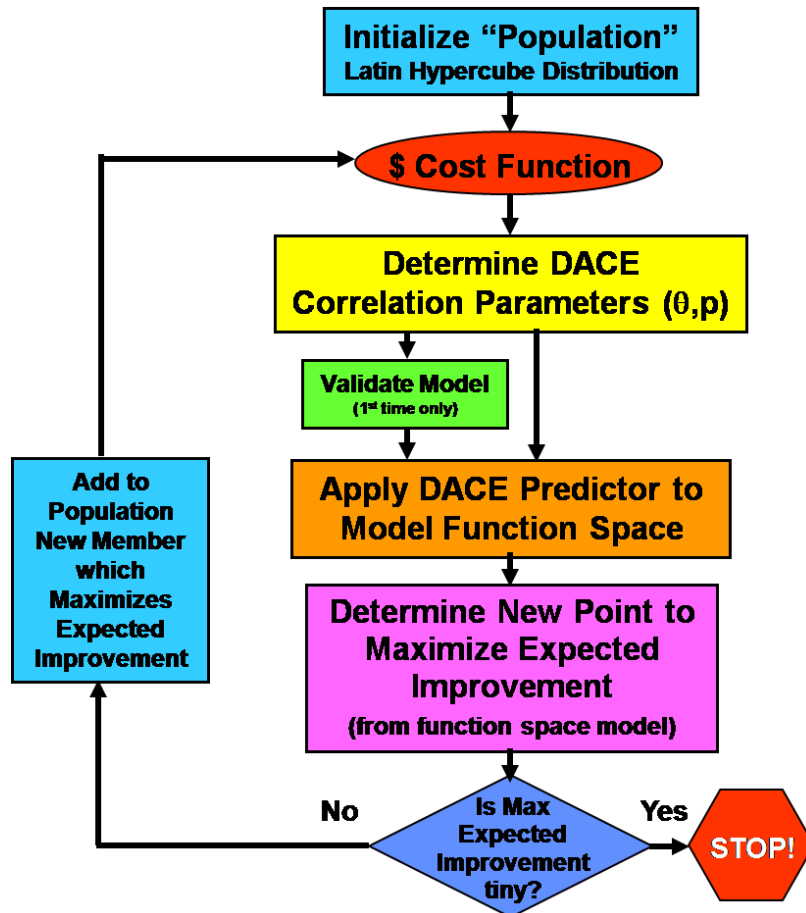 Initialize “Population”
Latin Hypercube Distribution
$ Cost Function
Determine DACE
Correlation Parameters (θ,p)
Validate Model
(1st time only)
Apply DACE Predictor to
Model Function Space
Add to
Population
New Member
which
Maximizes
Expected
Improvement
Determine New Point to
Maximize Expected
Improvement
(from function space model)
No
Is Max
Expected
Improvement
tiny?
Yes
STOP!